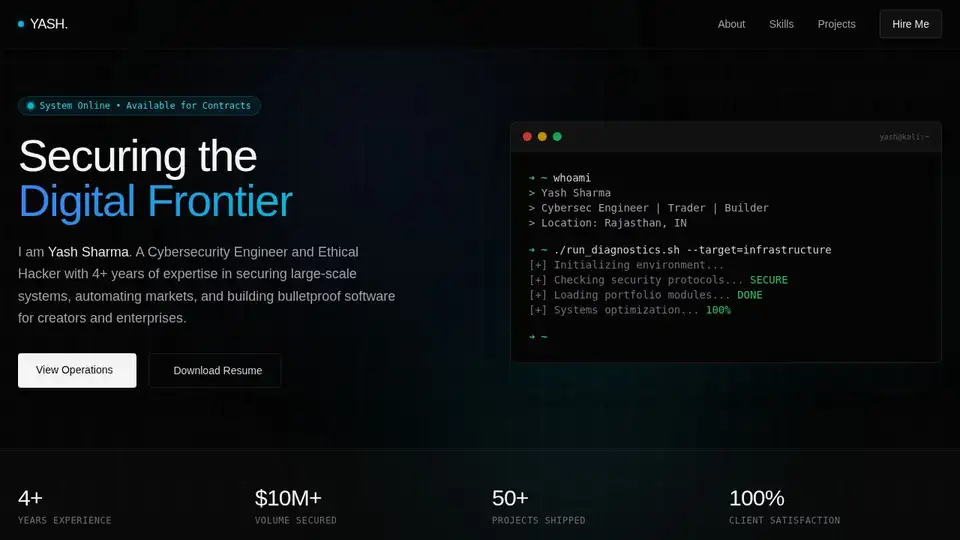 YASH.
About
Skills
Projects
Hire Me
System Online • Available for Contracts
Securing the
Digital Frontier
I am Yash Sharma. A Cybersecurity Engineer and Ethical
Hacker with 4+ years of expertise in securing large-scale
systems, automating markets, and building bulletproof software
for creators and enterprises.
View Operations
Download Resume
yash@kali:~
→ ~ whoami
> Yash Sharma
> Cybersec Engineer | Trader | Builder
> Location: Rajasthan, IN
→ ~ ./run_diagnostics.sh --target=infrastructure
[+] Initializing environment...
[+] Checking security protocols... SECURE
[+] Loading portfolio modules... DONE
[+] Systems optimization... 100%
→ ~
4+
YEARS EXPERIENCE
$10M+
VOLUME SECURED
50+
PROJECTS SHIPPED
100%
CLIENT SATISFACTION